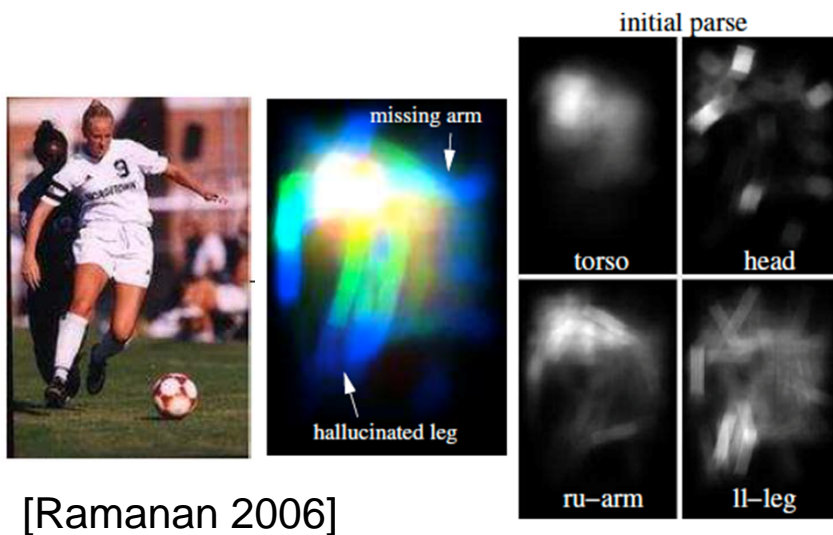 initial parse
missing arm
9
torso
head
hallucinated leg
ru-arm
ll-leg
[Ramanan 2006]